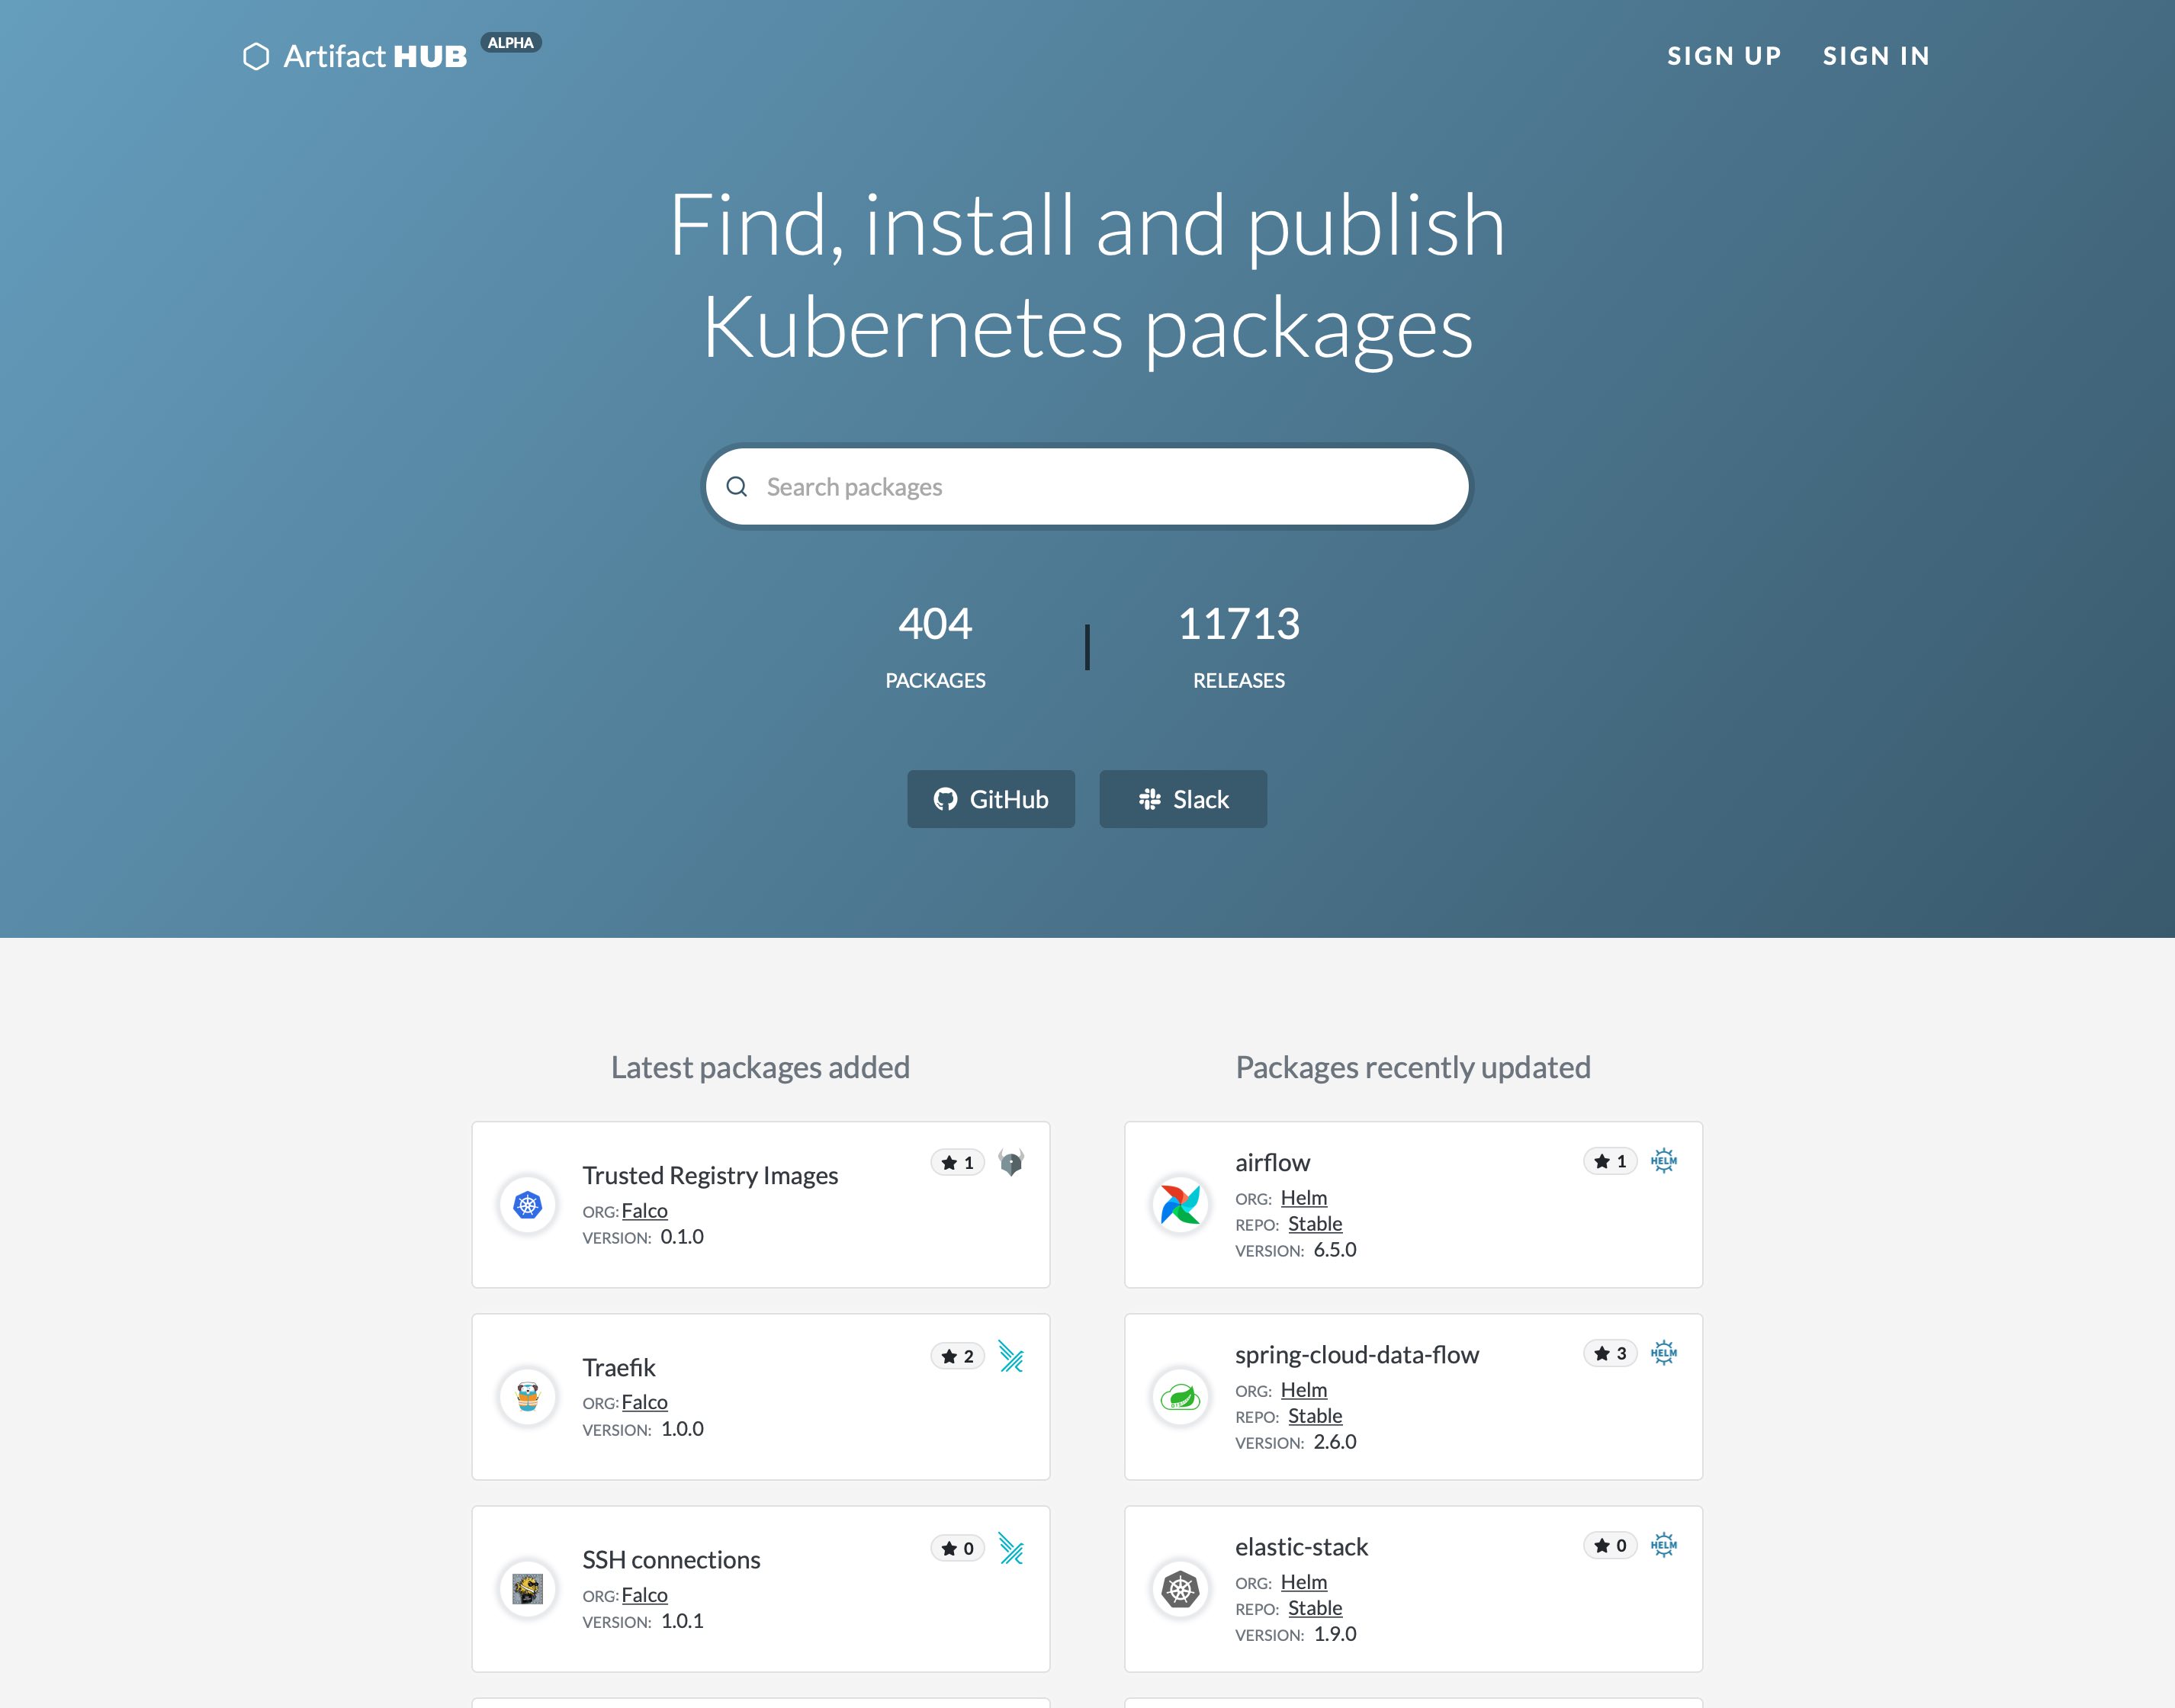 Artifact HUB ALPHA
SIGN UP SIGN IN
Find, install and publish
Kubernetes packages
Search packages
404 11713
PACKAGES RELEASES
GitHub Slack
Latest packages added
Trusted Registry Images
1
ORG: Falco
VERSION: 0.1.0
Traefik
2
ORG: Falco
VERSION: 1.0.0
SSH connections
0
ORG: Falco
VERSION: 1.0.1
Packages recently updated
airflow
1 HELM
ORG: Helm
REPO: Stable
VERSION: 6.5.0
spring-cloud-data-flow
3 HELM
ORG: Helm
REPO: Stable
VERSION: 2.6.0
elastic-stack
0 HELM
ORG: Helm
REPO: Stable
VERSION: 1.9.0